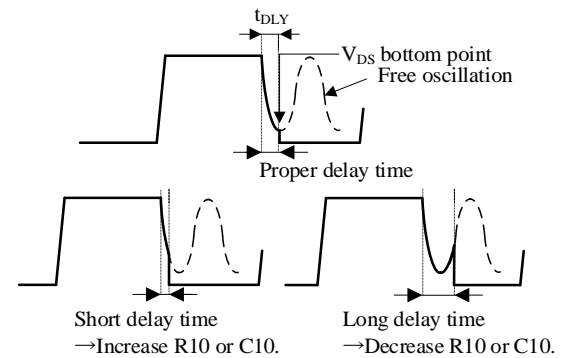 tDLY
VDS bottom point
Free oscillation
Proper delay time
Short delay time
→Increase R10 or C10.
Long delay time
→Decrease R10 or C10.